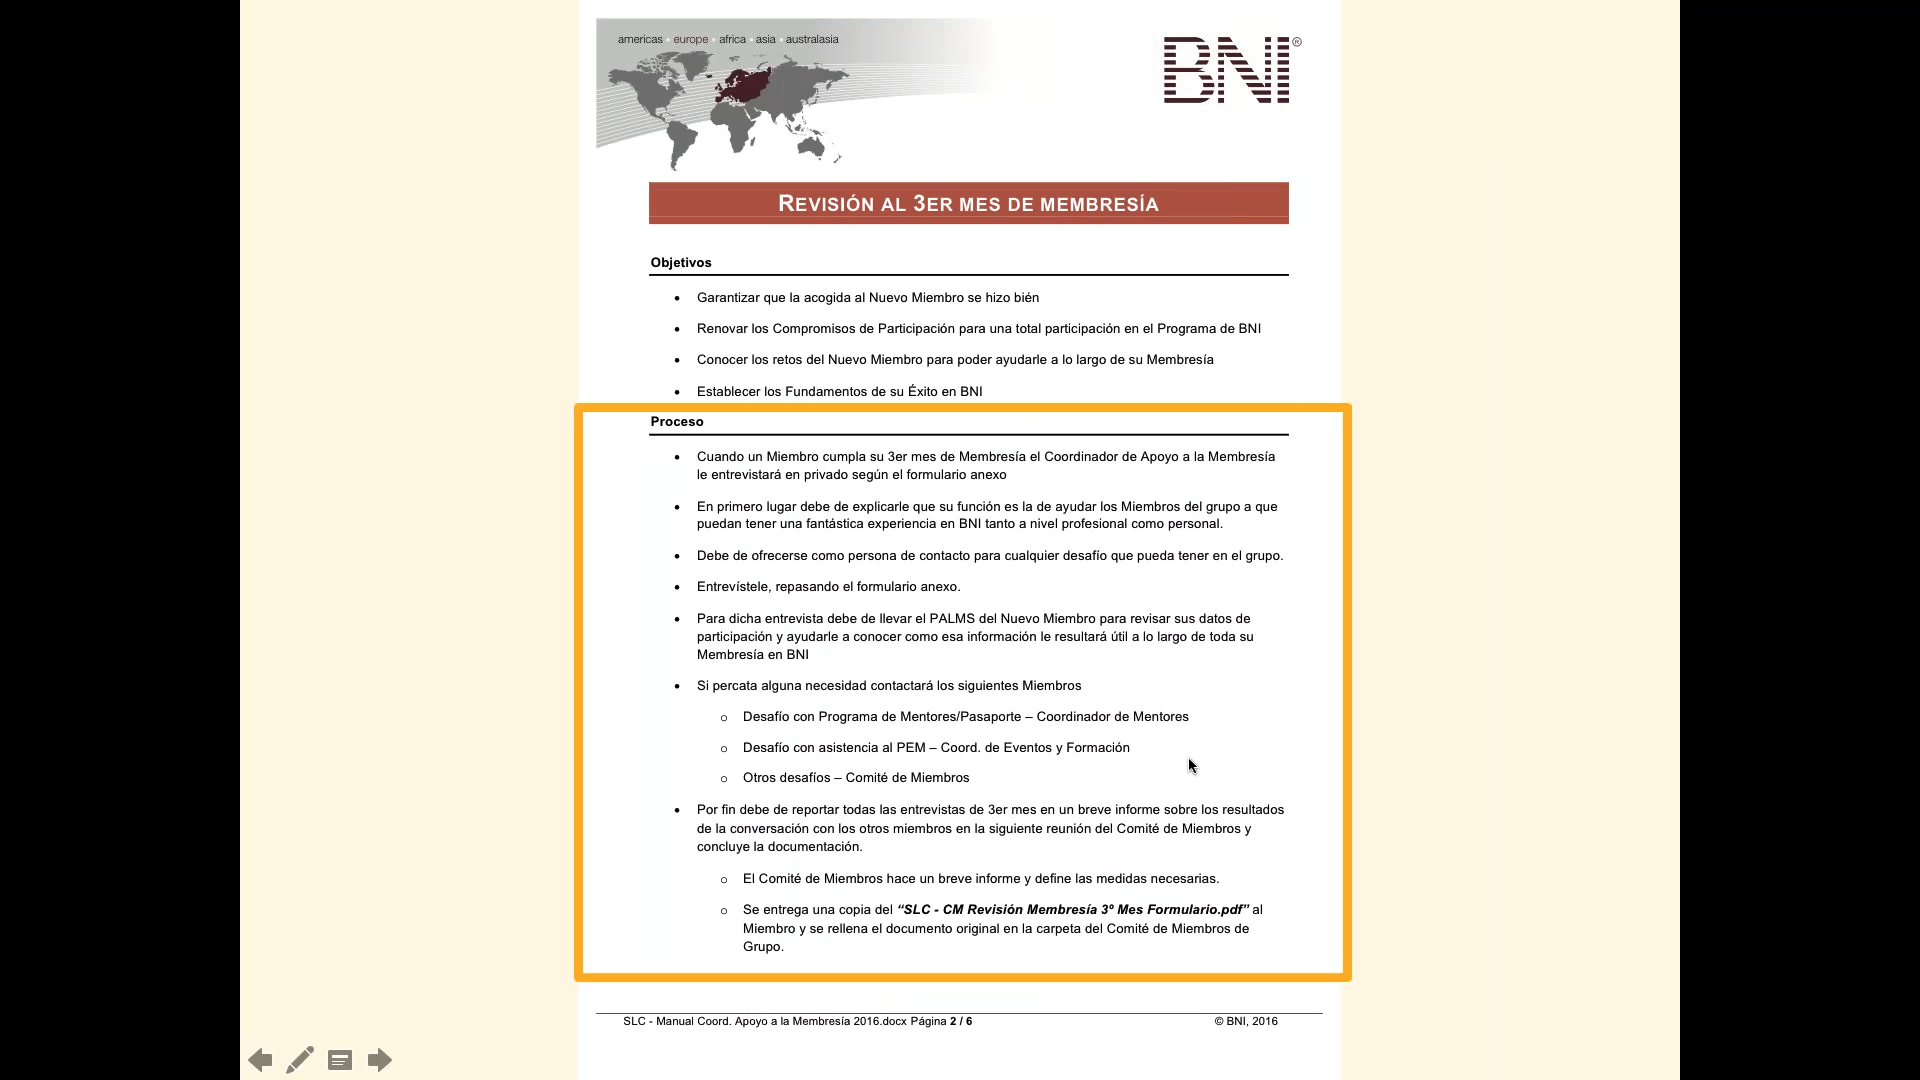 americas • europe • africa • asia • australasia
BNI®
REVISIÓN AL 3ER MES DE MEMBRESÍA
Objetivos
• Garantizar que la acogida al Nuevo Miembro se hizo bién
• Renovar los Compromisos de Participación para una total participación en el Programa de BNI
• Conocer los retos del Nuevo Miembro para poder ayudarle a lo largo de su Membresía
• Establecer los Fundamentos de su Éxito en BNI
Proceso
• Cuando un Miembro cumpla su 3er mes de Membresía el Coordinador de Apoyo a la Membresía
le entrevistará en privado según el formulario anexo
• En primero lugar debe de explicarle que su función es la de ayudar los Miembros del grupo a que
puedan tener una fantástica experiencia en BNI tanto a nivel profesional como personal.
• Debe de ofrecerse como persona de contacto para cualquier desafío que pueda tener en el grupo.
• Entrevístele, repasando el formulario anexo.
• Para dicha entrevista debe de llevar el PALMS del Nuevo Miembro para revisar sus datos de
participación y ayudarle a conocer como esa información le resultará útil a lo largo de toda su
Membresía en BNI
• Si percata alguna necesidad contactará los siguientes Miembros
o Desafío con Programa de Mentores/Pasaporte – Coordinador de Mentores
o Desafío con asistencia al PEM – Coord. de Eventos y Formación
o Otros desafíos – Comité de Miembros
• Por fin debe de reportar todas las entrevistas de 3er mes en un breve informe sobre los resultados
de la conversación con los otros miembros en la siguiente reunión del Comité de Miembros y
concluye la documentación.
o El Comité de Miembros hace un breve informe y define las medidas necesarias.
o Se entrega una copia del “SLC - CM Revisión Membresía 3º Mes Formulario.pdf” al
Miembro y se rellena el documento original en la carpeta del Comité de Miembros de
Grupo.
SLC - Manual Coord. Apoyo a la Membresía 2016.docx Página 2 / 6
© BNI, 2016